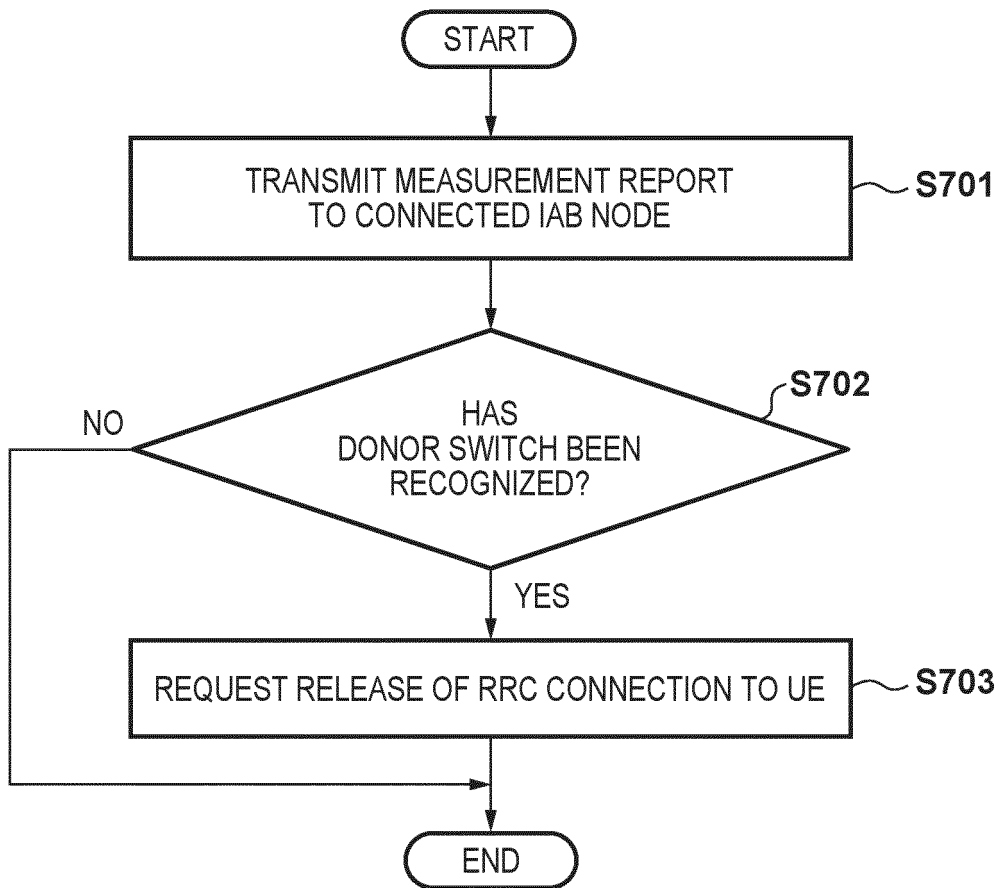 START
TRANSMIT MEASUREMENT REPORT
TO CONNECTED IAB NODE
S701
HAS
DONOR SWITCH BEEN
RECOGNIZED?
S702
NO
YES
REQUEST RELEASE OF RRC CONNECTION TO UE
S703
END